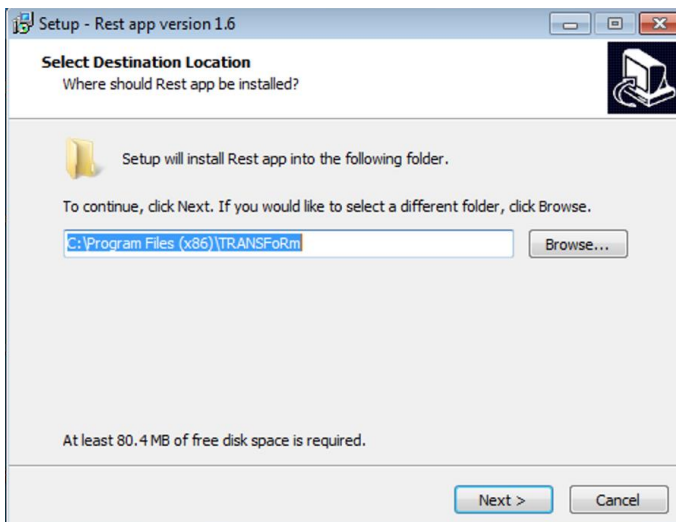 Setup - Rest app version 1.6
Select Destination Location
Where should Rest app be installed?
Setup will install Rest app into the following folder.
To continue, click Next. If you would like to select a different folder, click Browse.
C:\Program Files (x86)\TRANSFoRm
Browse...
At least 80.4 MB of free disk space is required.
Next >
Cancel